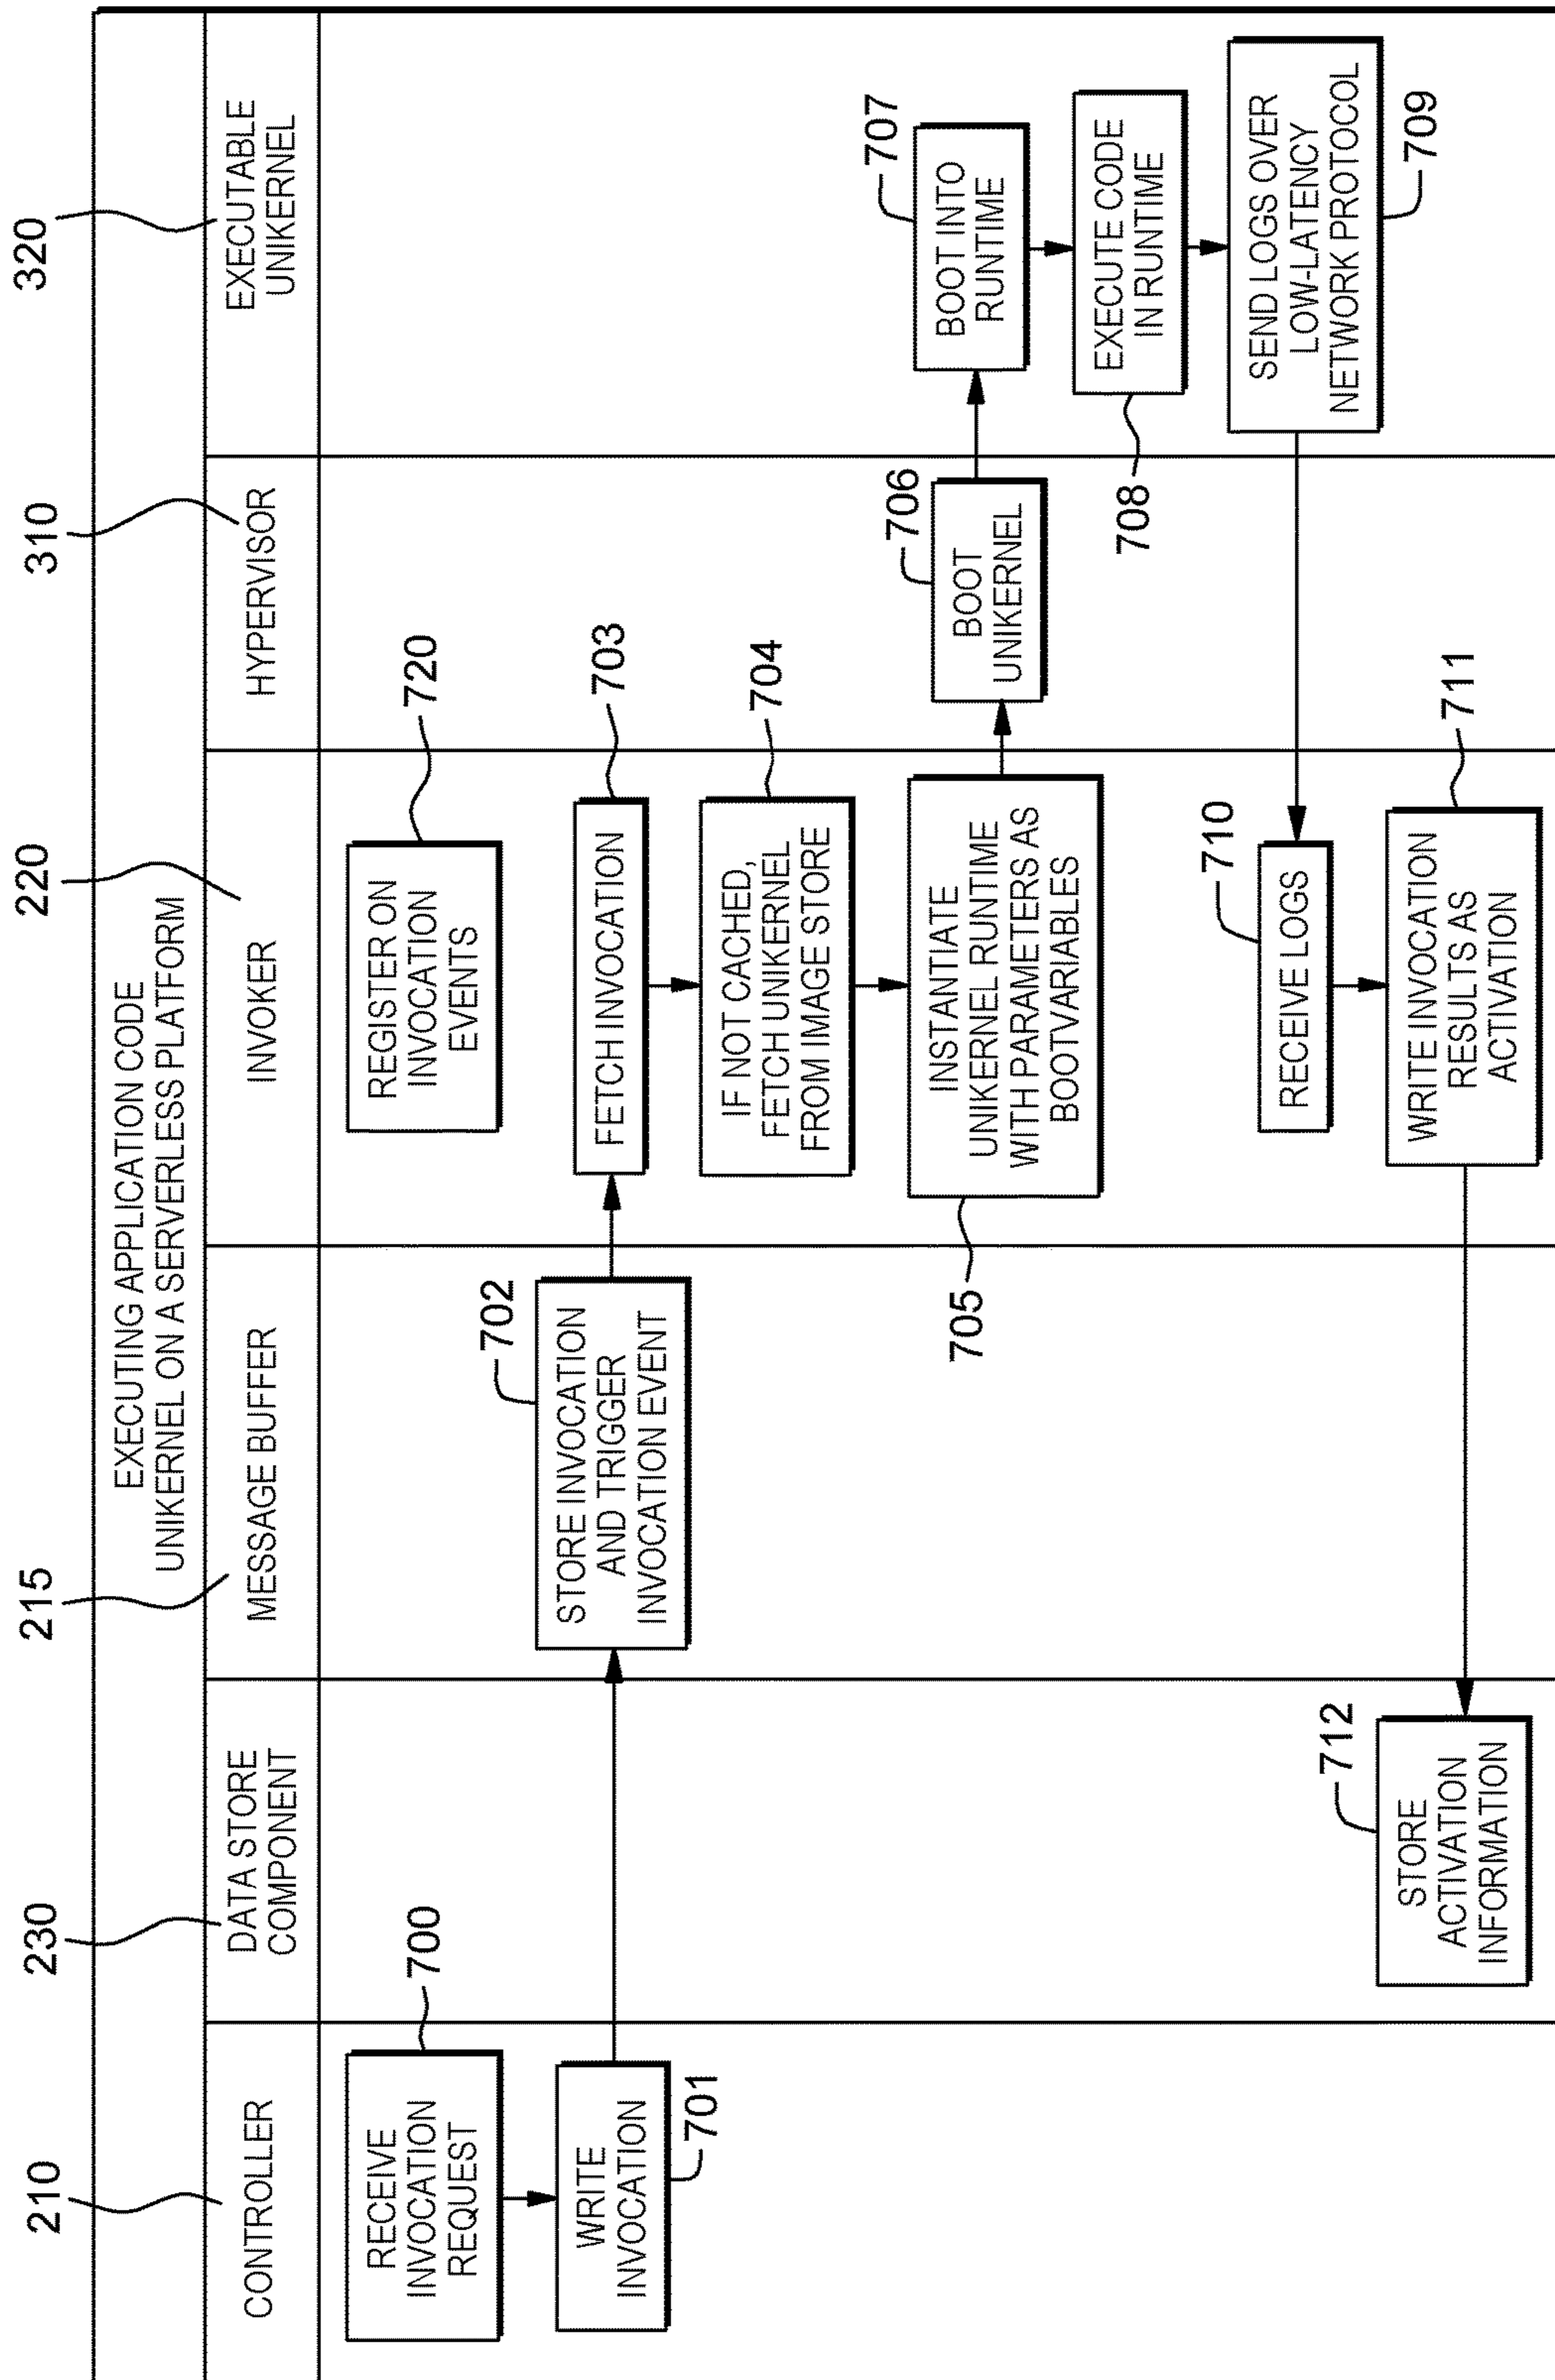 EXECUTING APPLICATION CODE
UNIKERNEL ON A SERVERLESS PLATFORM
210
230
215
220
310
320
CONTROLLER
DATA STORE
COMPONENT
MESSAGE BUFFER
INVOKER
HYPERVISOR
EXECUTABLE
UNIKERNEL
RECEIVE
INVOCATION
REQUEST
700
WRITE
INVOCATION
701
STORE INVOCATION
AND TRIGGER
INVOCATION EVENT
702
REGISTER ON
INVOCATION
EVENTS
720
FETCH INVOCATION
703
IF NOT CACHED,
FETCH UNIKERNEL
FROM IMAGE STORE
704
INSTANTIATE
UNIKERNEL RUNTIME
WITH PARAMETERS AS
BOOTVARIABLES
705
BOOT
UNIKERNEL
706
BOOT INTO
RUNTIME
707
EXECUTE CODE
IN RUNTIME
708
SEND LOGS OVER
LOW-LATENCY
NETWORK PROTOCOL
709
RECEIVE LOGS
710
WRITE INVOCATION
RESULTS AS
ACTIVATION
711
STORE
ACTIVATION
INFORMATION
712